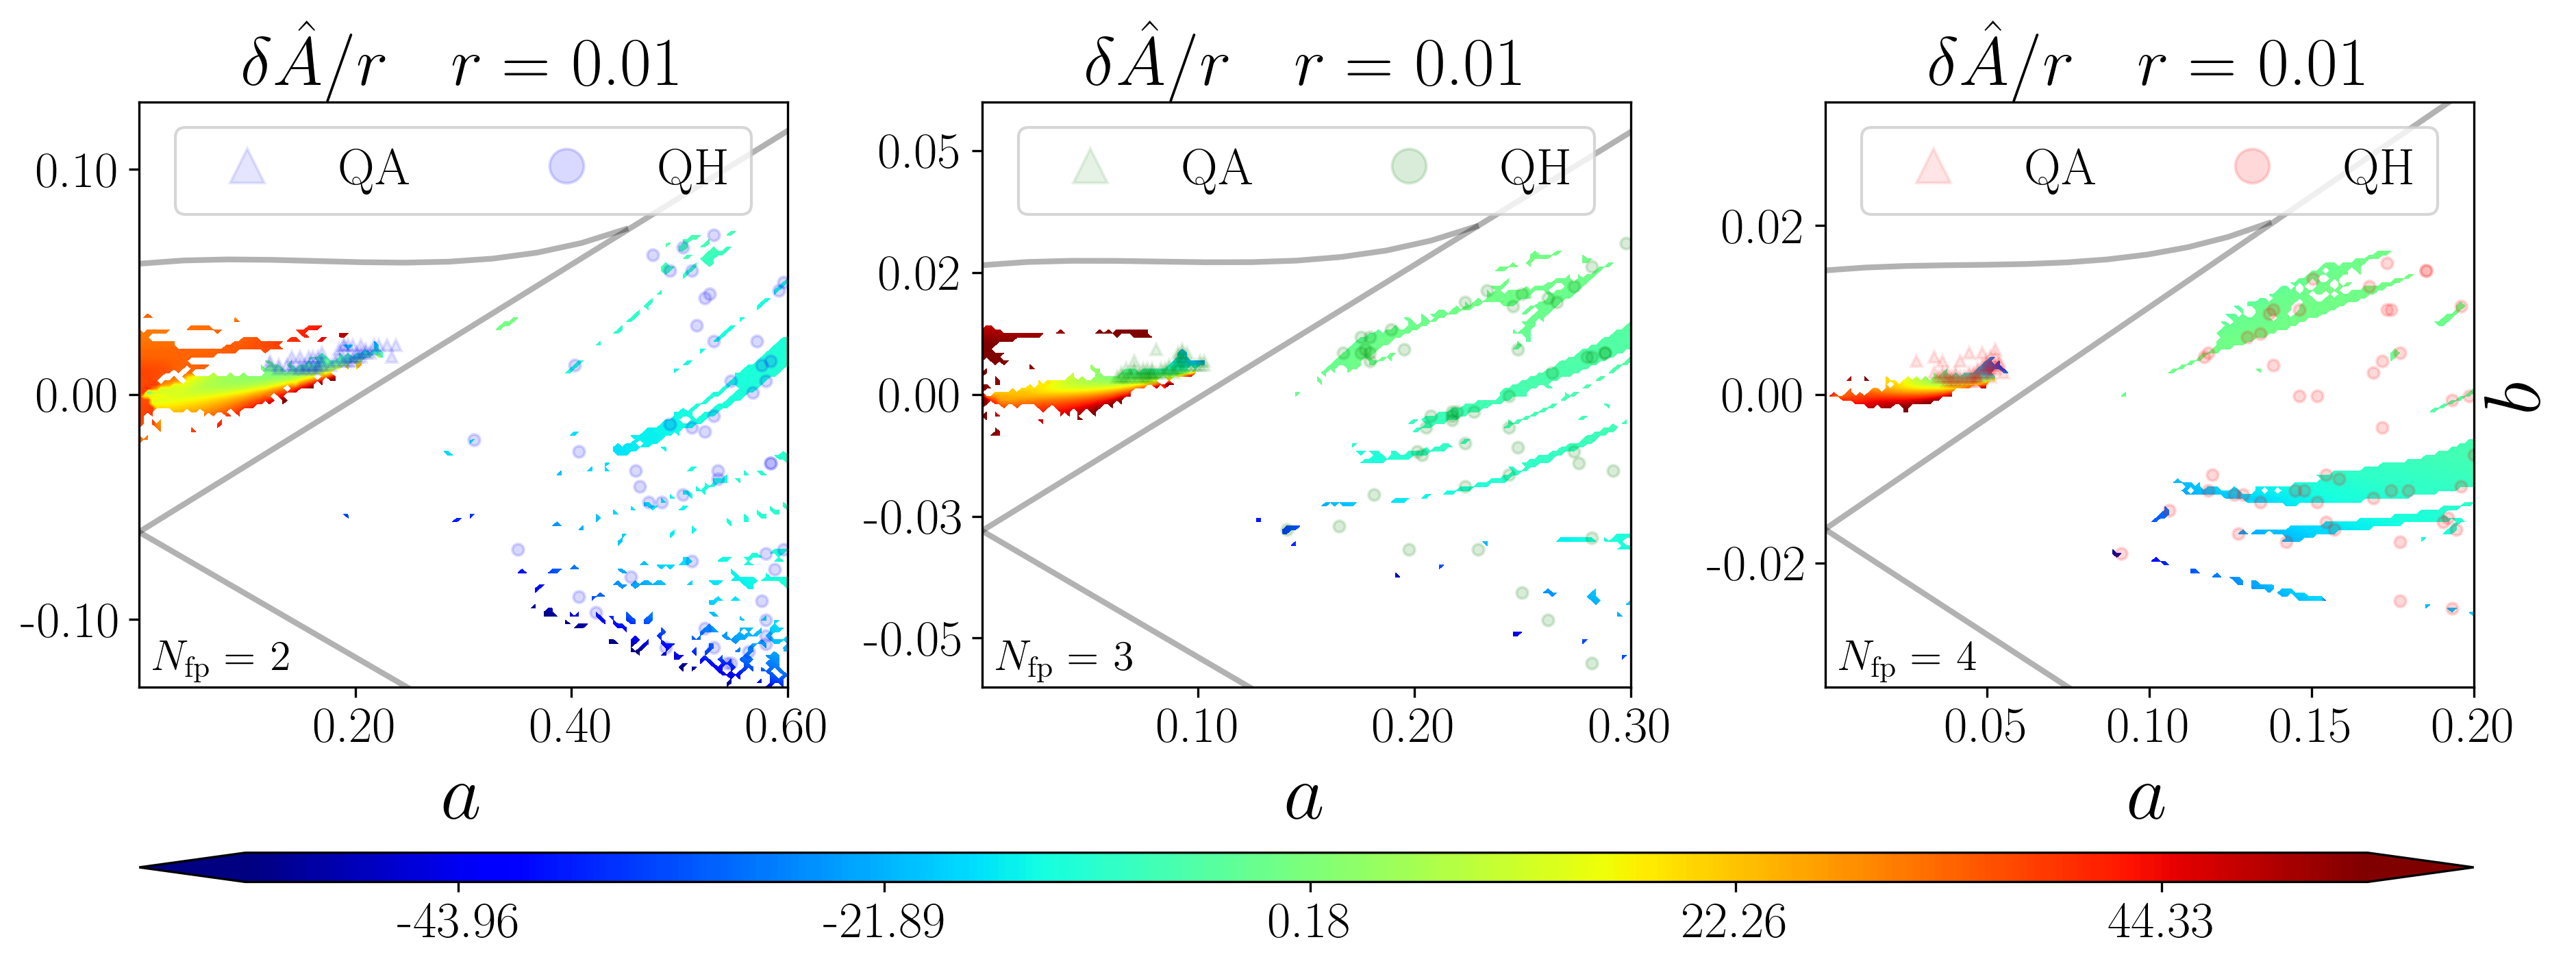 δÂ/r r = 0.01
QA QH
0.10
0.00
-0.10
N_fp = 2
0.20 0.40 0.60
a
δÂ/r r = 0.01
QA QH
0.05
0.02
0.00
-0.03
-0.05
N_fp = 3
0.10 0.20 0.30
a
δÂ/r r = 0.01
QA QH
0.02
0.00
-0.02
N_fp = 4
0.05 0.10 0.15 0.20
a
b
-43.96 -21.89 0.18 22.26 44.33